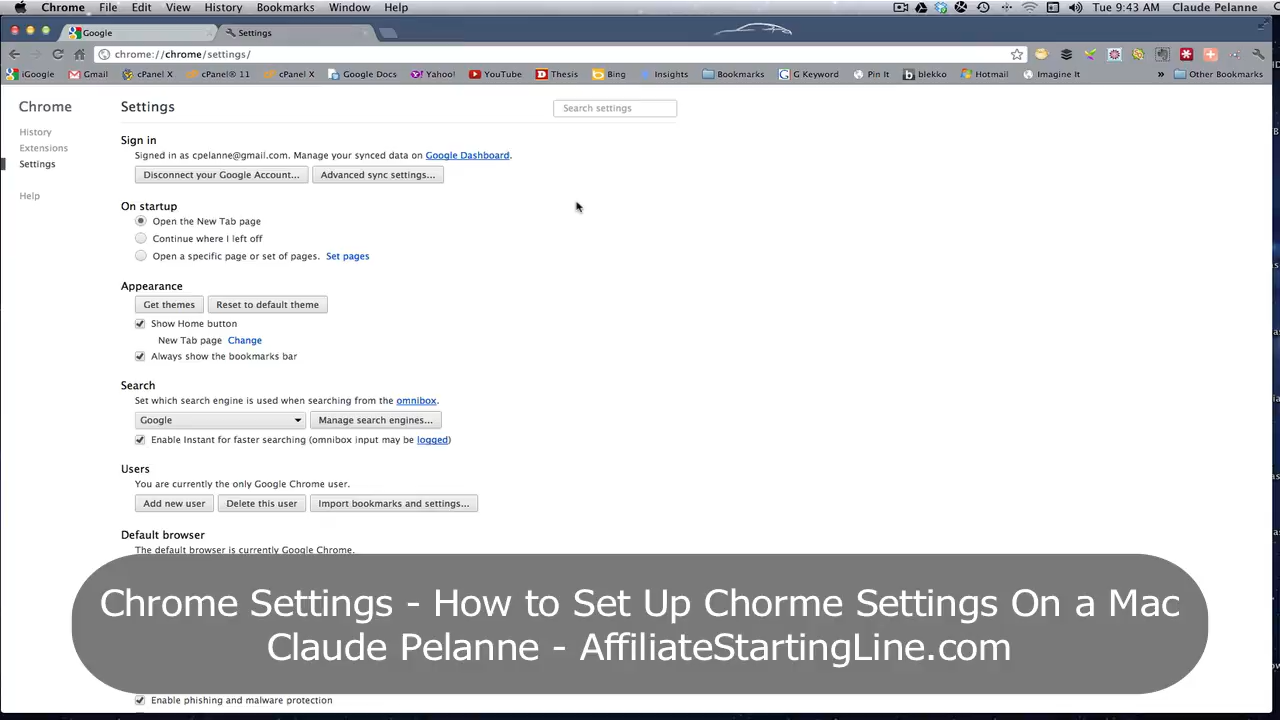 Chrome File Edit View History Bookmarks Window Help Tue 9:43 AM Claude Pelanne
Google Settings
chrome://chrome/settings/
iGoogle Gmail cPanel X cPanel® 11 cPanel X Google Docs Yahoo! YouTube Thesis Bing Insights Bookmarks G Keyword Pin It blekko Hotmail Imagine It » Other Bookmarks
Chrome
History
Extensions
Settings
Help
Settings
Search settings
Sign in
Signed in as cpelanne@gmail.com. Manage your synced data on Google Dashboard.
Disconnect your Google Account... Advanced sync settings...
On startup
Open the New Tab page
Continue where I left off
Open a specific page or set of pages. Set pages
Appearance
Get themes Reset to default theme
Show Home button
New Tab page Change
Always show the bookmarks bar
Search
Set which search engine is used when searching from the omnibox.
Google Manage search engines...
Enable Instant for faster searching (omnibox input may be logged)
Users
You are currently the only Google Chrome user.
Add new user Delete this user Import bookmarks and settings...
Default browser
The default browser is currently Google Chrome.
Chrome Settings - How to Set Up Chorme Settings On a Mac
Claude Pelanne - AffiliateStartingLine.com
Enable phishing and malware protection